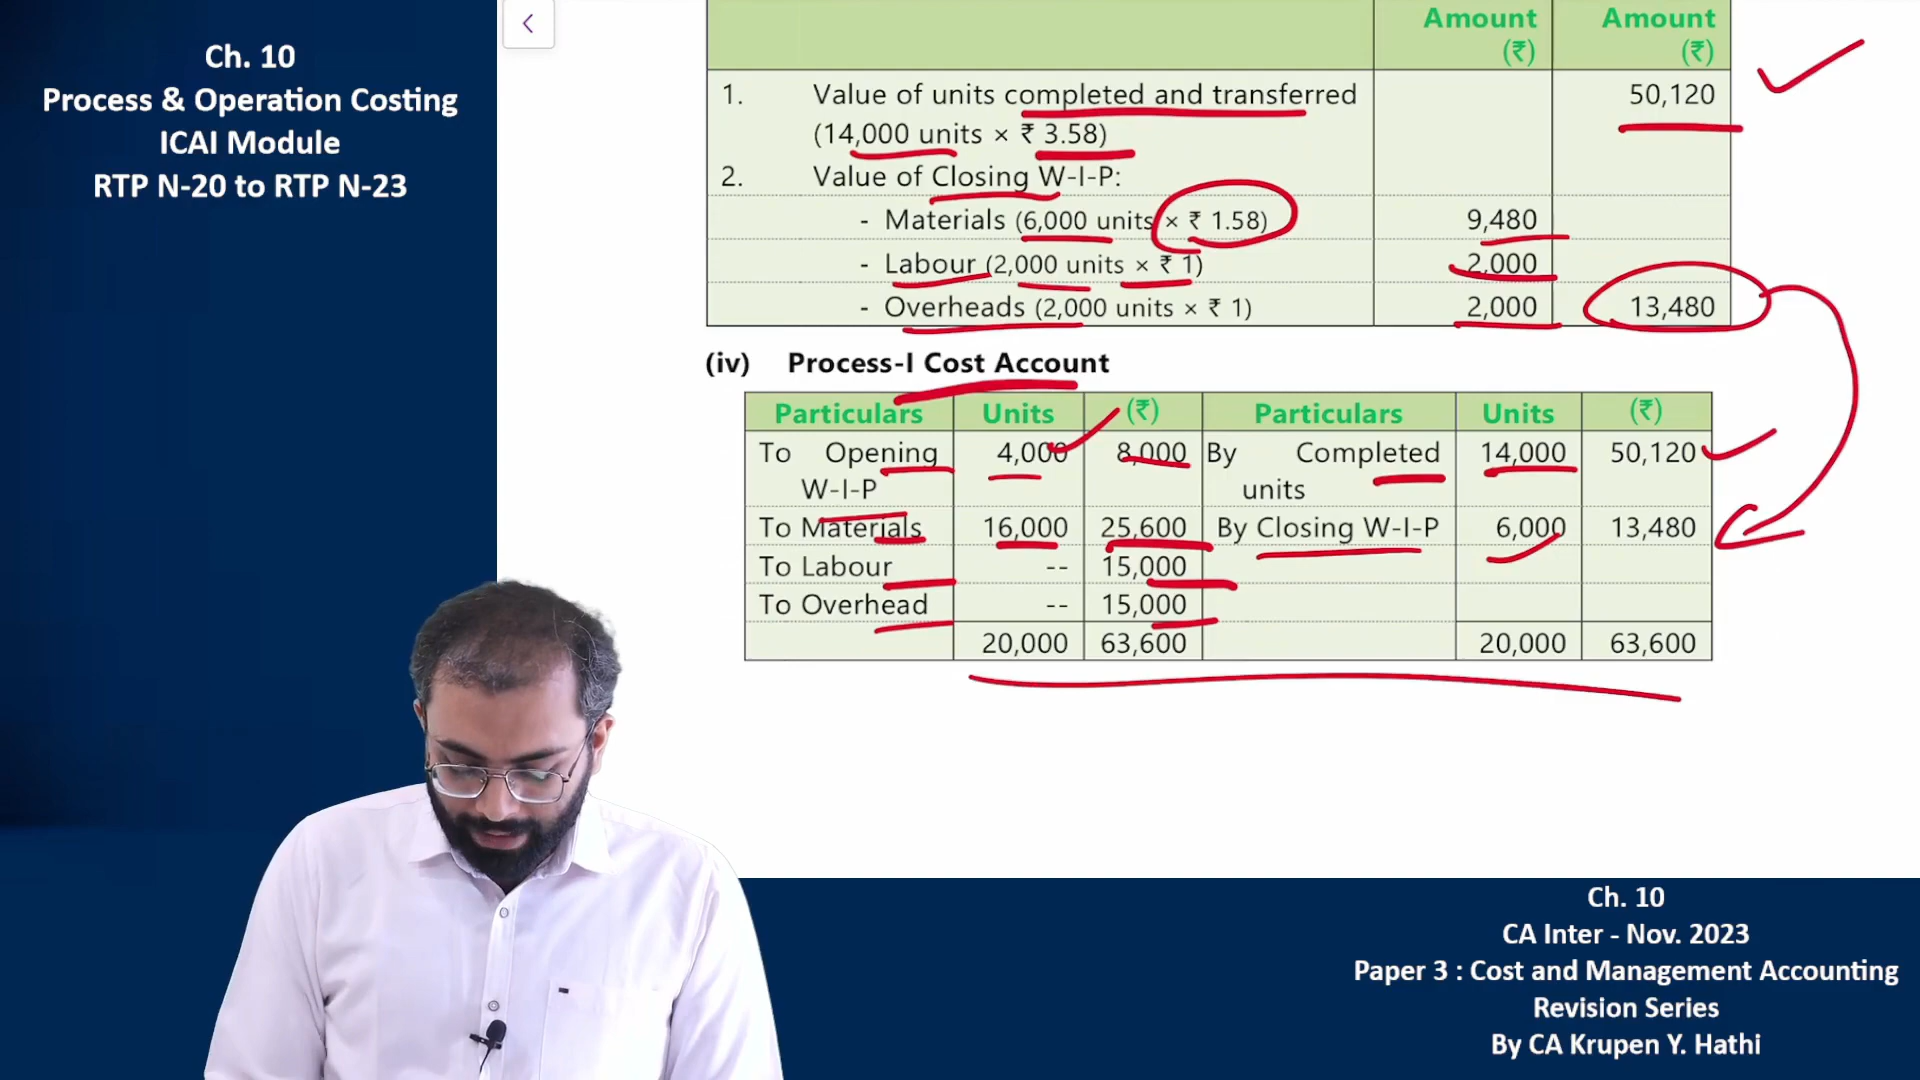 Ch. 10
Process & Operation Costing
ICAI Module
RTP N-20 to RTP N-23
Amount (₹) Amount (₹)
1. Value of units completed and transferred 50,120
(14,000 units × ₹ 3.58)
2. Value of Closing W-I-P:
- Materials (6,000 units × ₹ 1.58) 9,480
- Labour (2,000 units × ₹ 1) 2,000
- Overheads (2,000 units × ₹ 1) 2,000 13,480
(iv) Process-I Cost Account
Particulars Units (₹) Particulars Units (₹)
To Opening 4,000 8,000 By Completed 14,000 50,120
W-I-P units
To Materials 16,000 25,600 By Closing W-I-P 6,000 13,480
To Labour -- 15,000
To Overhead -- 15,000
20,000 63,600 20,000 63,600
Ch. 10
CA Inter - Nov. 2023
Paper 3 : Cost and Management Accounting
Revision Series
By CA Krupen Y. Hathi